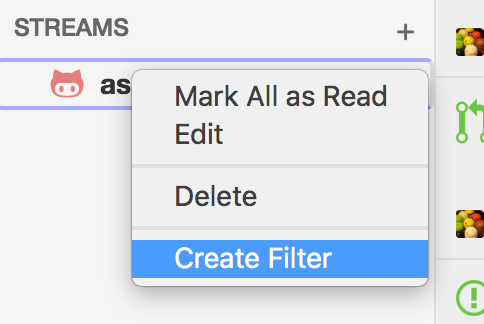 STREAMS +
as
Mark All as Read
Edit
Delete
Create Filter